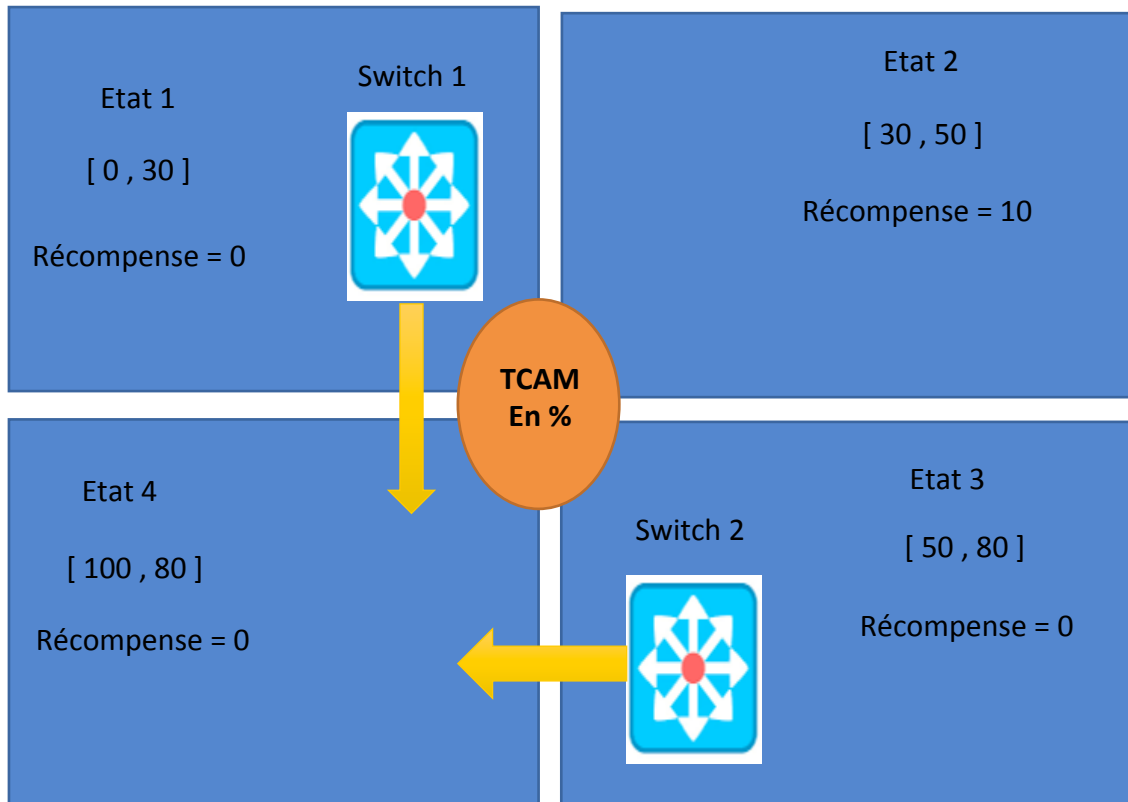 Etat 1
[ 0 , 30 ]
Récompense = 0
Switch 1
Etat 2
[ 30 , 50 ]
Récompense = 10
TCAM
En %
Etat 4
[ 100 , 80 ]
Récompense = 0
Switch 2
Etat 3
[ 50 , 80 ]
Récompense = 0